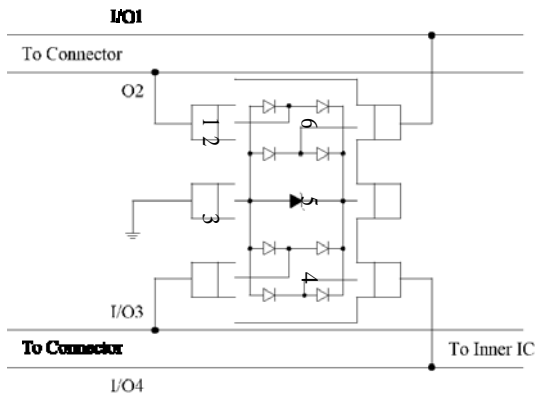 I/O1
To Connector
O2
1
2
6
3
5
4
I/O3
To Connector
To Inner IC
I/O4